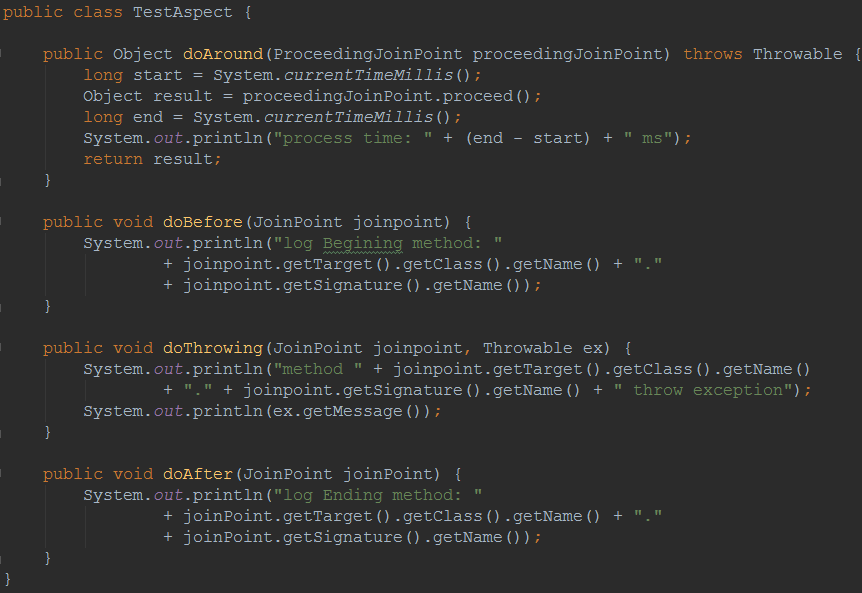 public class TestAspect {
public Object doAround(ProceedingJoinPoint proceedingJoinPoint) throws Throwable {
long start = System.currentTimeMillis();
Object result = proceedingJoinPoint.proceed();
long end = System.currentTimeMillis();
System.out.println("process time: " + (end - start) + " ms");
return result;
}
public void doBefore(JoinPoint joinpoint) {
System.out.println("log Begining method: "
+ joinpoint.getTarget().getClass().getName() + "."
+ joinpoint.getSignature().getName());
}
public void doThrowing(JoinPoint joinpoint, Throwable ex) {
System.out.println("method " + joinpoint.getTarget().getClass().getName()
+ "." + joinpoint.getSignature().getName() + " throw exception");
System.out.println(ex.getMessage());
}
public void doAfter(JoinPoint joinPoint) {
System.out.println("log Ending method: "
+ joinPoint.getTarget().getClass().getName() + "."
+ joinPoint.getSignature().getName());
}
}